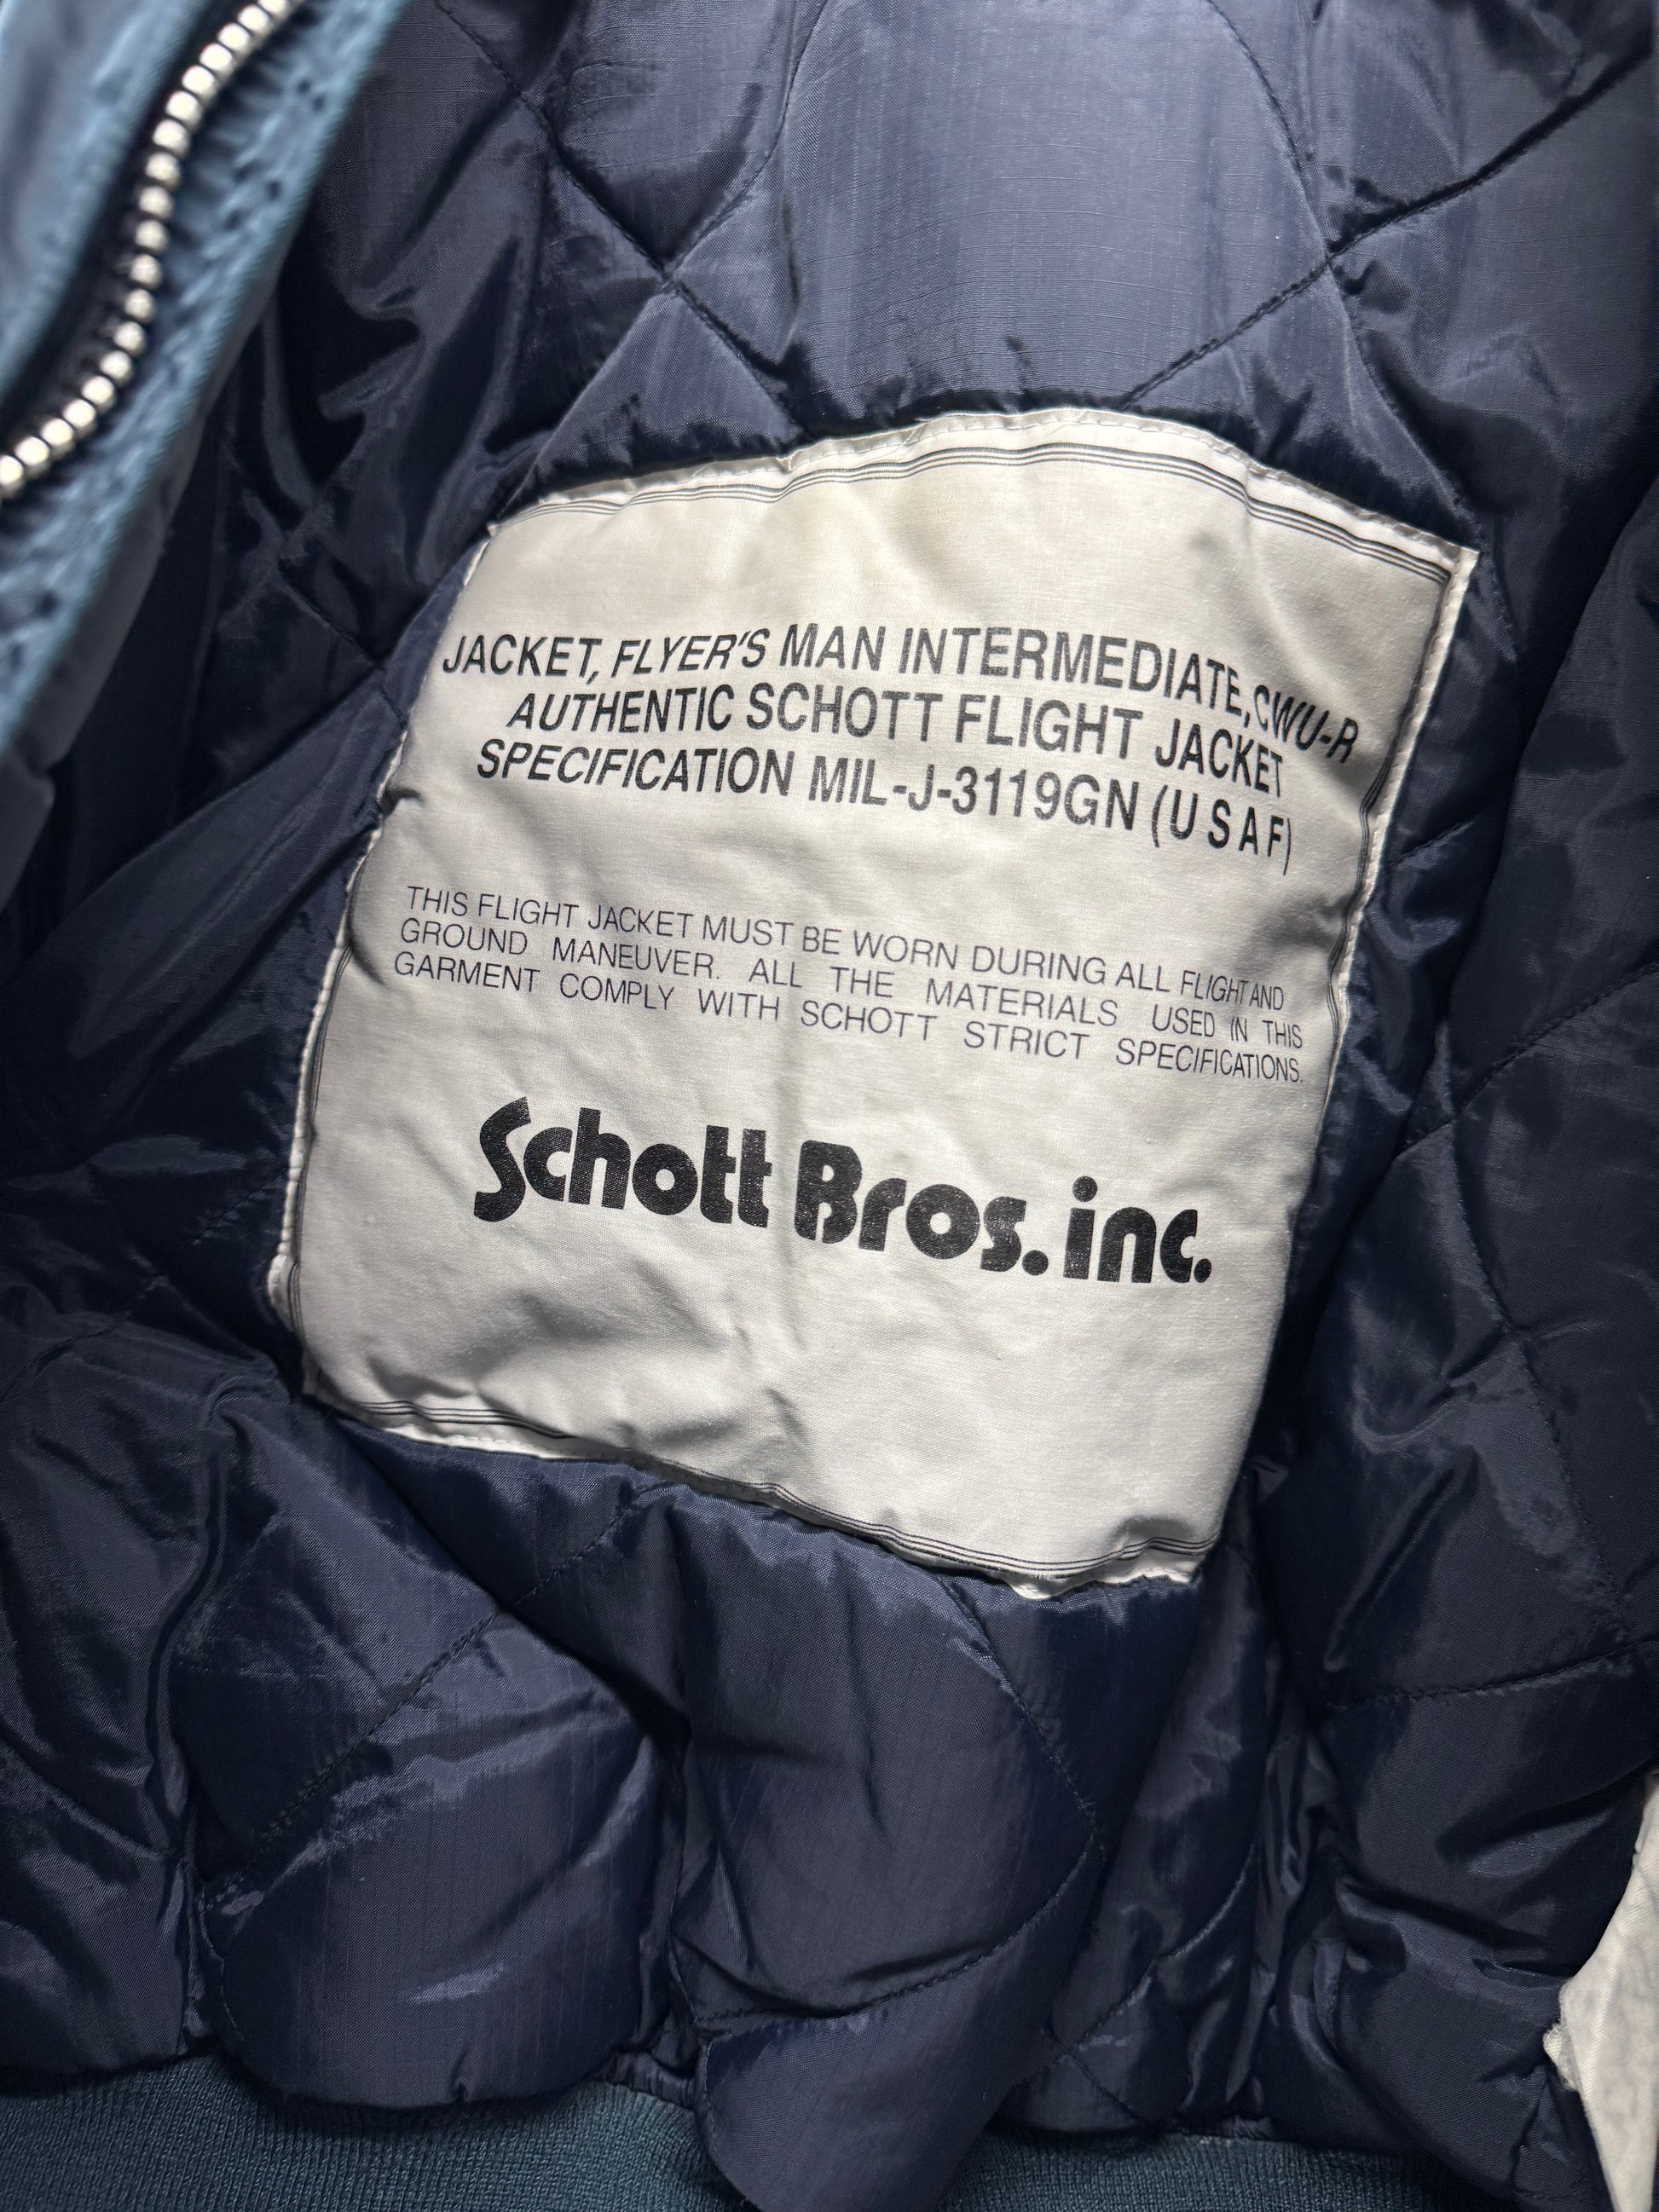 JACKET, FLYER'S MAN INTERMEDIATE, CWU-R
AUTHENTIC SCHOTT FLIGHT JACKET
SPECIFICATION MIL-J-3119GN (USAF)
THIS FLIGHT JACKET MUST BE WORN DURING ALL FLIGHT AND
GROUND MANEUVER. ALL THE MATERIALS USED IN THIS
GARMENT COMPLY WITH SCHOTT STRICT SPECIFICATIONS.
Schott Bros. inc.